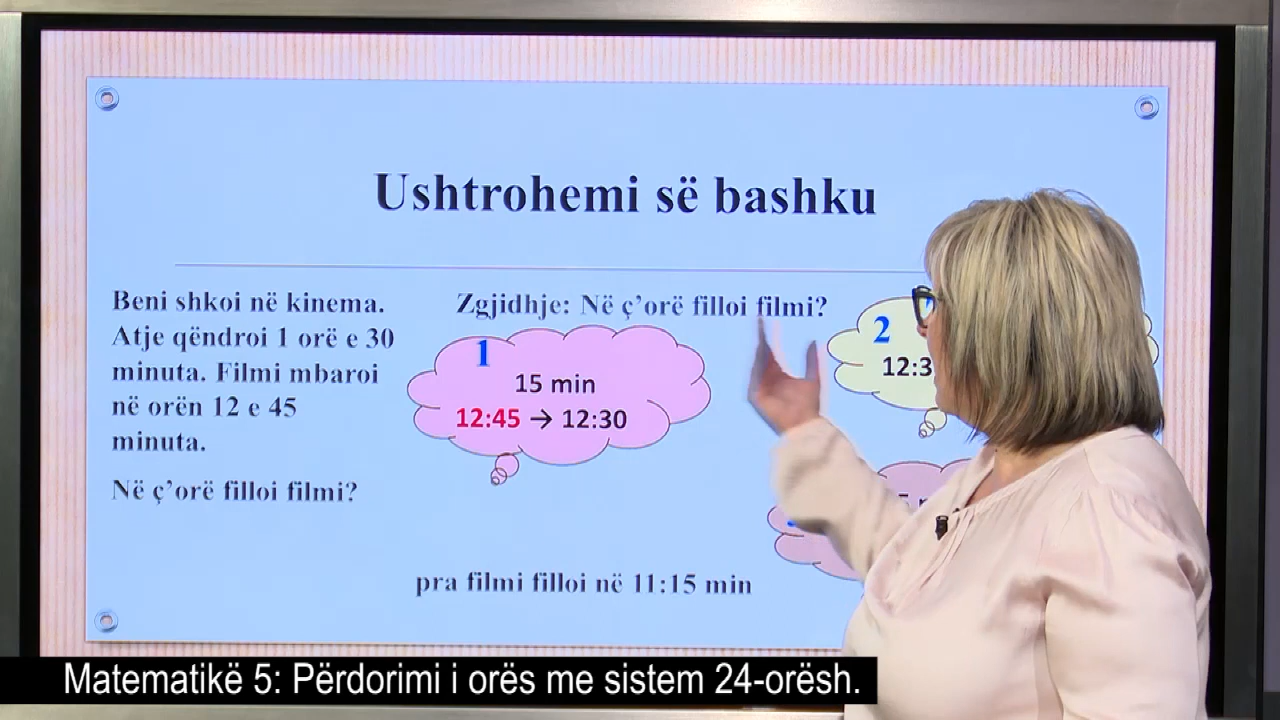 Ushtrohemi së bashku
Beni shkoi në kinema.
Atje qëndroi 1 orë e 30
minuta. Filmi mbaroi
në orën 12 e 45
minuta.
Në ç’orë filloi filmi?
Zgjidhje: Në ç’orë filloi filmi?
1
15 min
12:45 → 12:30
2
pra filmi filloi në 11:15 min
Matematikë 5: Përdorimi i orës me sistem 24-orësh.